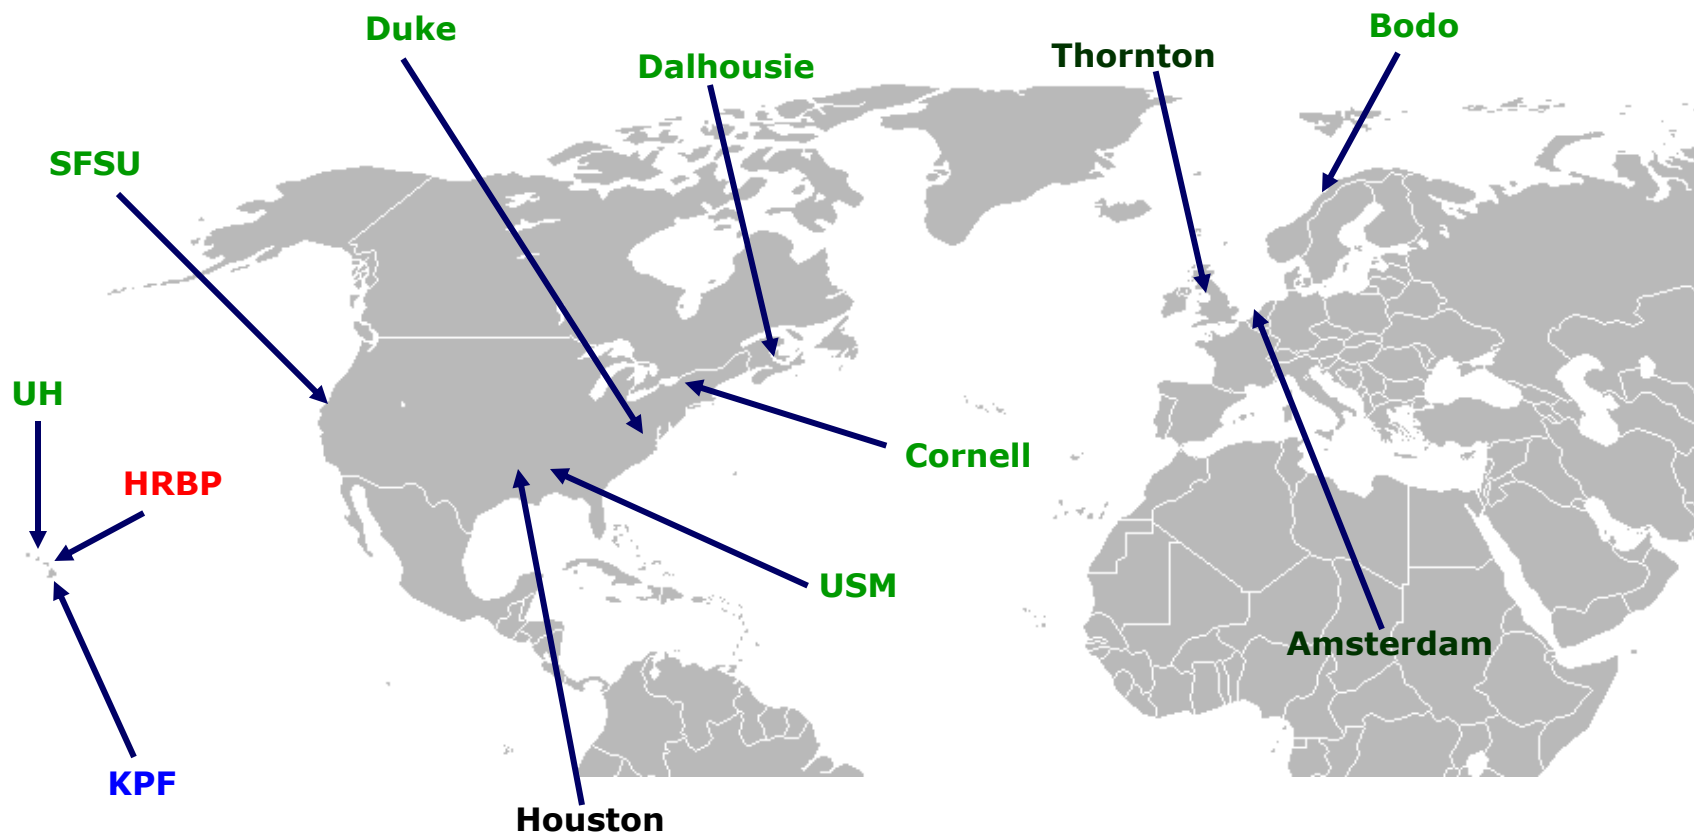 Duke
Bodo
Thornton
Dalhousie
SFSU
UH
Cornell
HRBP
USM
Amsterdam
KPF
Houston